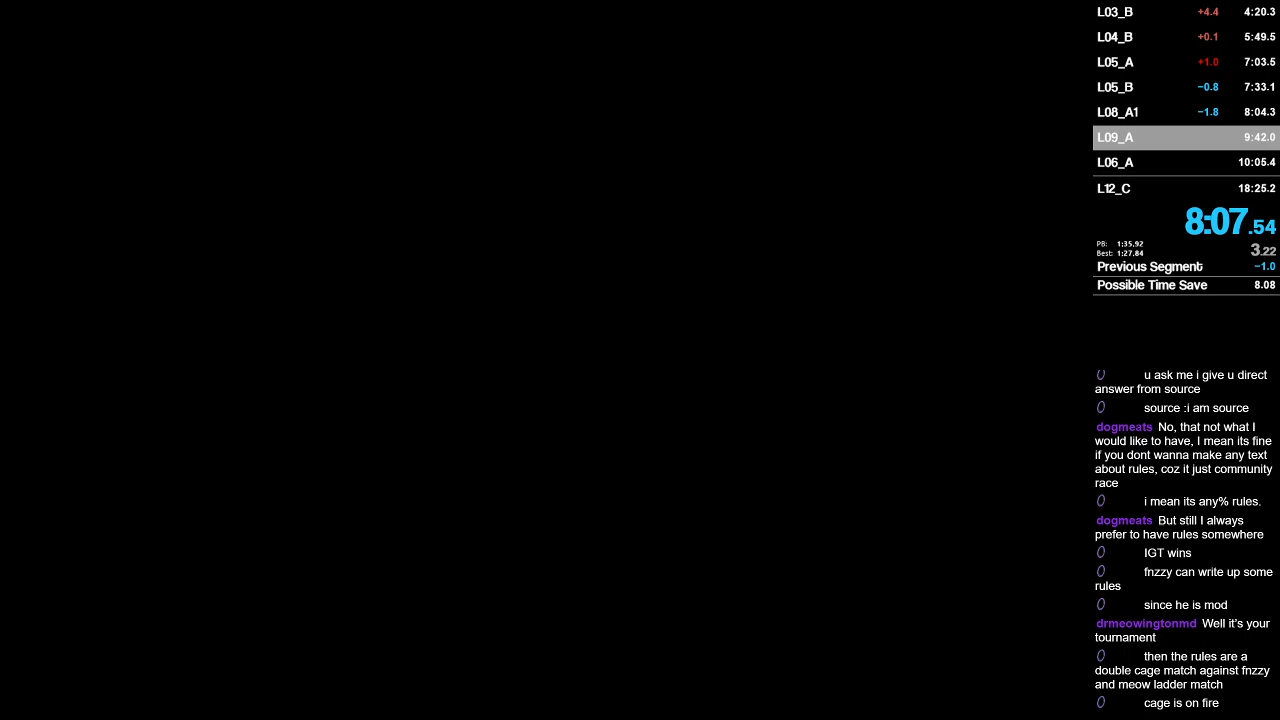 L03_B +4.4 4:20.3
L04_B +0.1 5:49.5
L05_A +1.0 7:03.5
L05_B −0.8 7:33.1
L08_A1 −1.8 8:04.3
L09_A 9:42.0
L06_A 10:05.4
L12_C 18:25.2
8:07.54
PB: 1:35.92
Best: 1:27.84
3.22
Previous Segment −1.0
Possible Time Save 8.08
u ask me i give u direct
answer from source
source :i am source
dogmeats No, that not what I
would like to have, I mean its fine
if you dont wanna make any text
about rules, coz it just community
race
i mean its any% rules.
dogmeats But still I always
prefer to have rules somewhere
IGT wins
fnzzy can write up some
rules
since he is mod
drmeowingtonmd Well it's your
tournament
then the rules are a
double cage match against fnzzy
and meow ladder match
cage is on fire